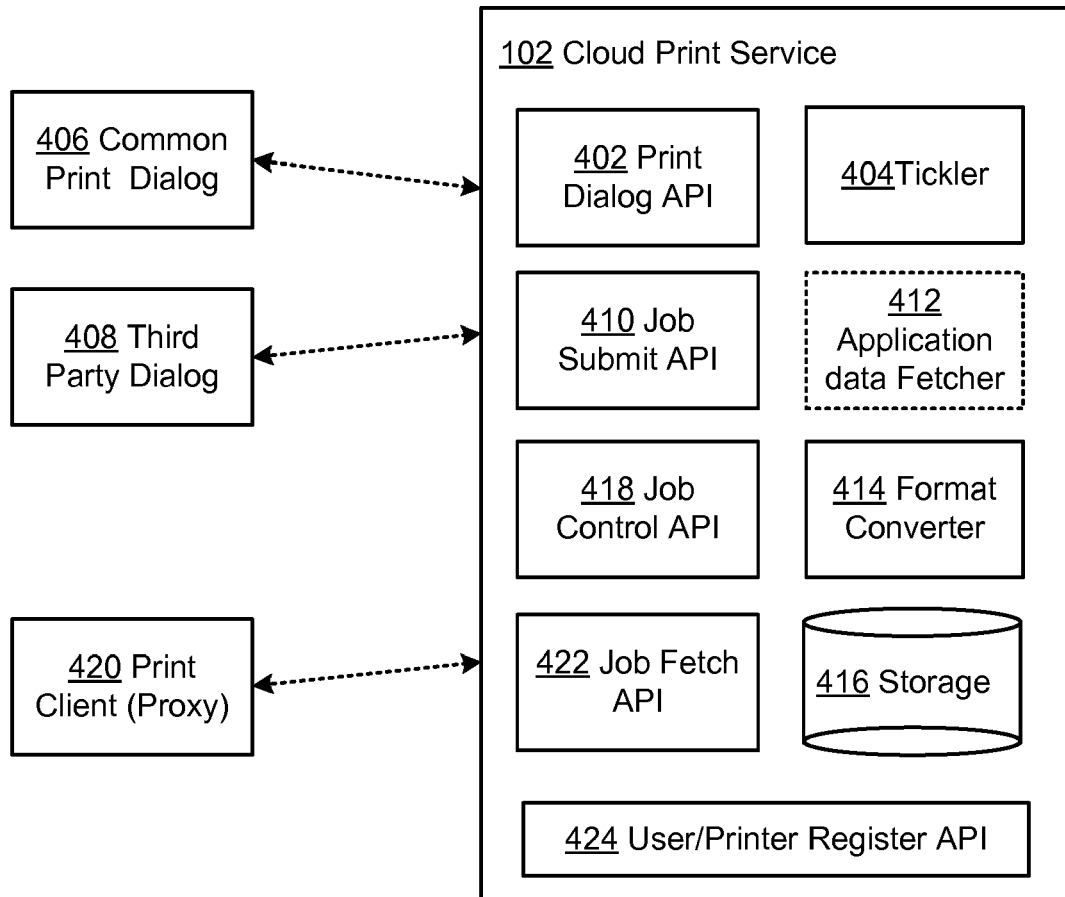 102 Cloud Print Service
406 Common
Print Dialog
402 Print
Dialog API
404Tickler
408 Third
Party Dialog
410 Job
Submit API
412
Application
data Fetcher
418 Job
Control API
414 Format
Converter
420 Print
Client (Proxy)
422 Job Fetch
API
416 Storage
424 User/Printer Register API